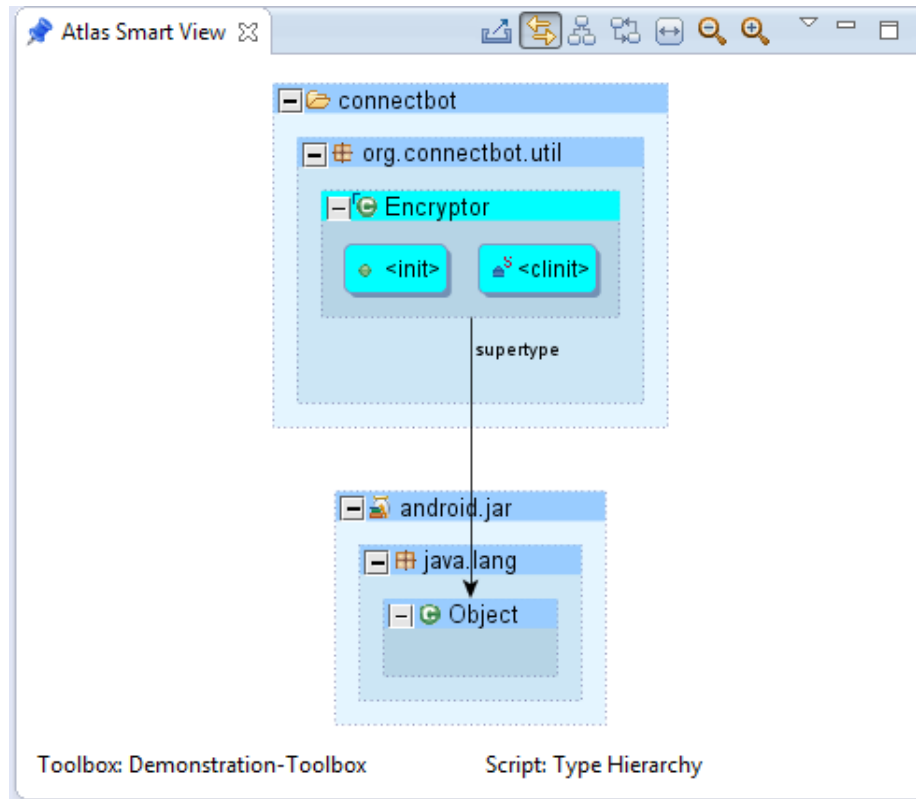 Atlas Smart View
connectbot
org.connectbot.util
Encryptor
<init>
S <clinit>
supertype
android.jar
java.lang
Object
Toolbox: Demonstration-Toolbox
Script: Type Hierarchy